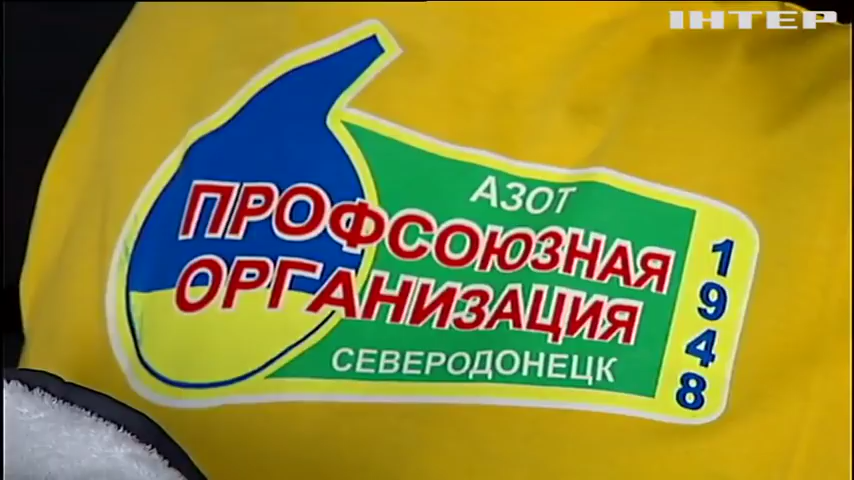 ІНТЕР
АЗОТ
ПРОФСОЮЗНАЯ
ОРГАНИЗАЦИЯ
СЕВЕРОДОНЕЦК
1948